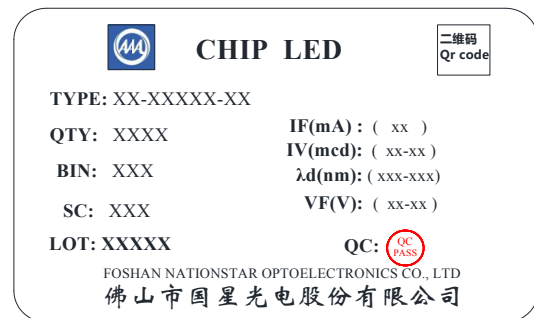 AAA
CHIP LED
二维码
Qr code
TYPE: XX-XXXXX-XX
QTY: XXXX
IF(mA) : ( xx )
IV(mcd): ( xx-xx )
BIN: XXX
λd(nm): ( xxx-xxx)
SC: XXX
VF(V): ( xx-xx )
LOT: XXXXX
QC: QC PASS
FOSHAN NATIONSTAR OPTOELECTRONICS CO., LTD
佛山市国星光电股份有限公司